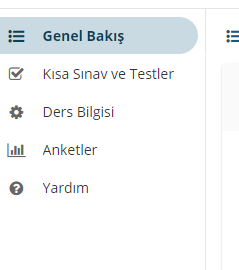 Genel Bakış
Kısa Sınav ve Testler
Ders Bilgisi
Anketler
Yardım